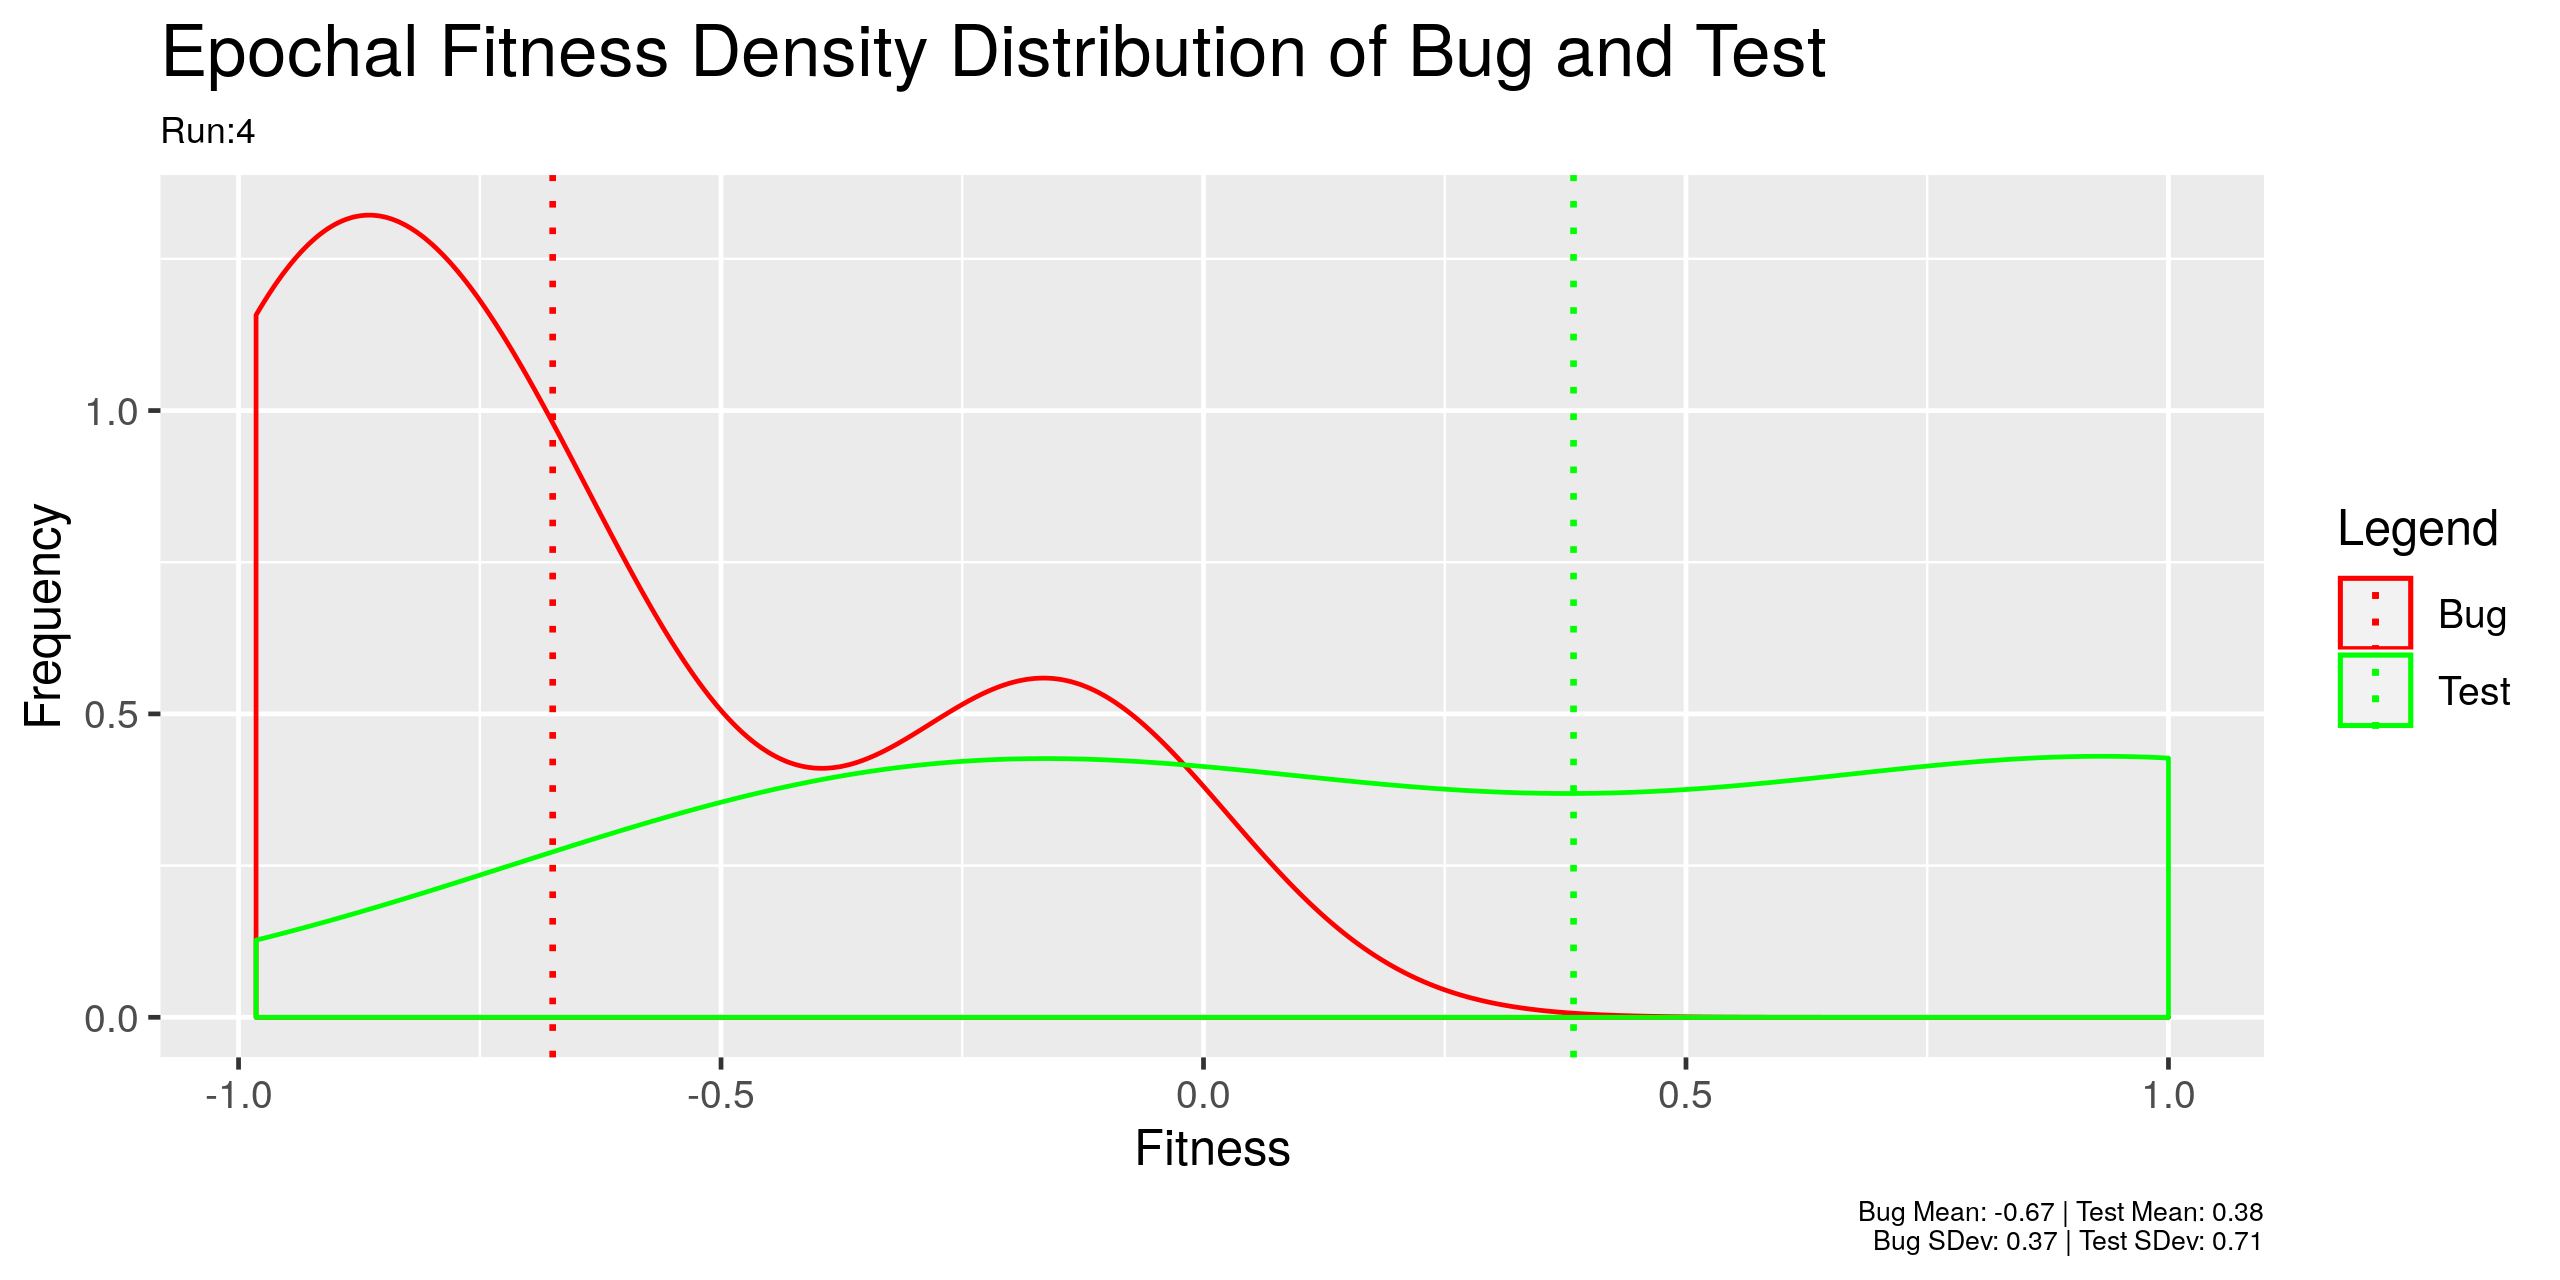 Epochal Fitness Density Distribution of Bug and Test
Run:4
Frequency
1.0
0.5
0.0
-1.0 -0.5 0.0 0.5 1.0
Fitness
Legend
Bug
Test
Bug Mean: -0.67 | Test Mean: 0.38
Bug SDev: 0.37 | Test SDev: 0.71